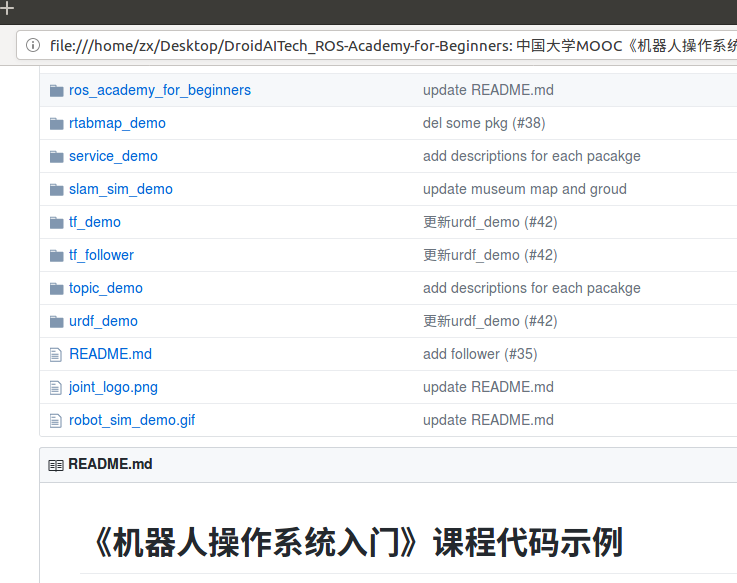 file:///home/zx/Desktop/DroidAITech_ROS-Academy-for-Beginners: 中国大学MOOC《机器人操作系统
ros_academy_for_beginners update README.md
rtabmap_demo del some pkg (#38)
service_demo add descriptions for each pacakge
slam_sim_demo update museum map and groud
tf_demo 更新urdf_demo (#42)
tf_follower 更新urdf_demo (#42)
topic_demo add descriptions for each pacakge
urdf_demo 更新urdf_demo (#42)
README.md add follower (#35)
joint_logo.png update README.md
robot_sim_demo.gif update README.md
README.md
《机器人操作系统入门》课程代码示例